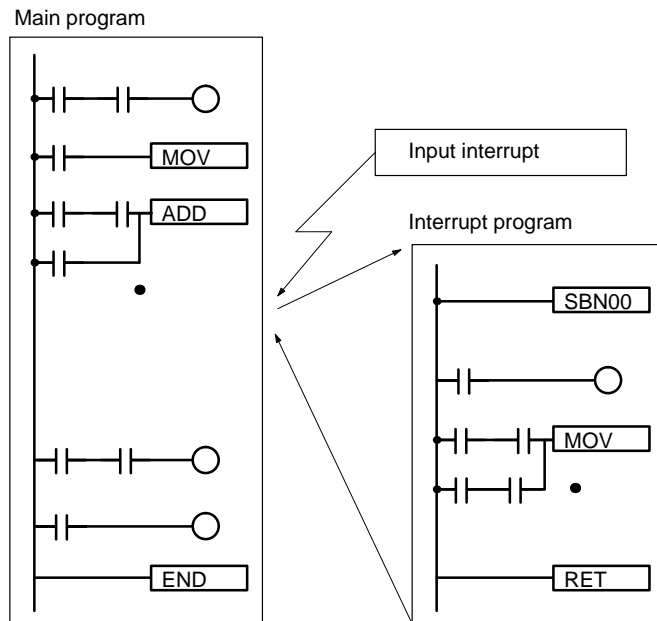 Main program
MOV
ADD
END
Input interrupt
Interrupt program
SBN00
MOV
RET